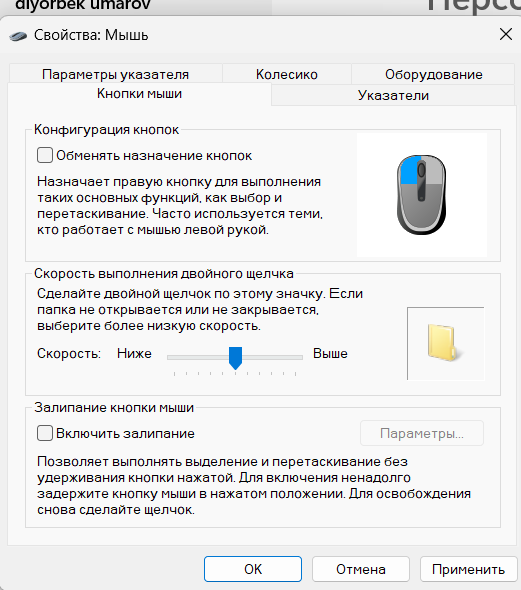 diyorbek umarov
Персо
Свойства: Мышь
Параметры указателя
Колесико
Оборудование
Кнопки мыши
Указатели
Конфигурация кнопок
Обменять назначение кнопок
Назначает правую кнопку для выполнения
таких основных функций, как выбор и
перетаскивание. Часто используется теми,
кто работает с мышью левой рукой.
Скорость выполнения двойного щелчка
Сделайте двойной щелчок по этому значку. Если
папка не открывается или не закрывается,
выберите более низкую скорость.
Скорость: Ниже Выше
Залипание кнопки мыши
Включить залипание
Параметры...
Позволяет выполнять выделение и перетаскивание без
удерживания кнопки нажатой. Для включения ненадолго
задержите кнопку мыши в нажатом положении. Для освобождения
снова сделайте щелчок.
OK Отмена Применить